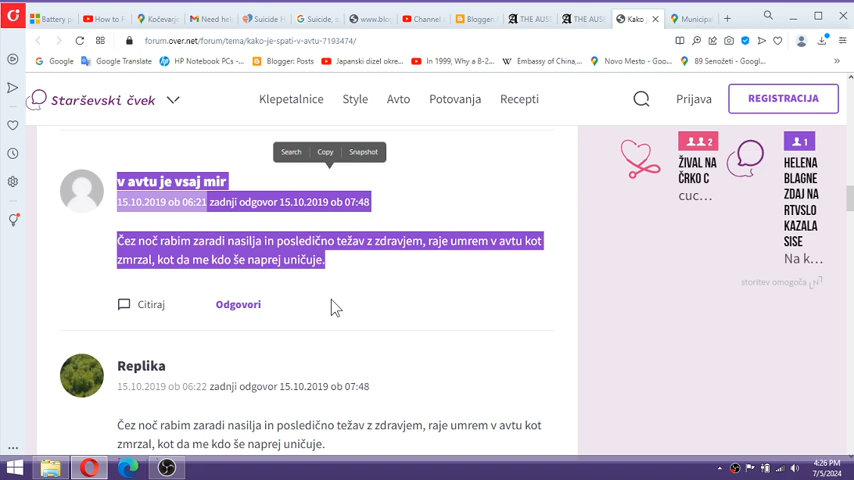 Battery p
How to F
Kočevarje
Need help
Suicide H
Suicide, s
www.blog
Channel c
Blogger:
THE AUSS
THE AUSS
Kako
Municipa
forum.over.net/forum/tema/kako-je-spati-v-avtu-7193474/
Google
Google Translate
HP Notebook PCs -...
Blogger: Posts
Japanski dizel okre...
In 1999, Why a B-2...
Embassy of China,...
Novo Mesto - Goo...
89 Senožeti - Googl...
Starševski čvek
Klepetalnice
Style
Avto
Potovanja
Recepti
Prijava
REGISTRACIJA
Search
Copy
Snapshot
v avtu je vsaj mir
15.10.2019 ob 06:21 zadnji odgovor 15.10.2019 ob 07:48
Čez noč rabim zaradi nasilja in posledično težav z zdravjem, raje umrem v avtu kot
zmrzal, kot da me kdo še naprej uničuje.
Citiraj
Odgovori
Replika
15.10.2019 ob 06:22 zadnji odgovor 15.10.2019 ob 07:48
Čez noč rabim zaradi nasilja in posledično težav z zdravjem, raje umrem v avtu kot
zmrzal, kot da me kdo še naprej uničuje.
2
ŽIVAL NA
ČRKO C
cuc...
1
HELENA
BLAGNE
ZDAJ NA
RTVSLO
KAZALA
SISE
Na k...
storitev omogoča
4:26 PM
7/5/2024